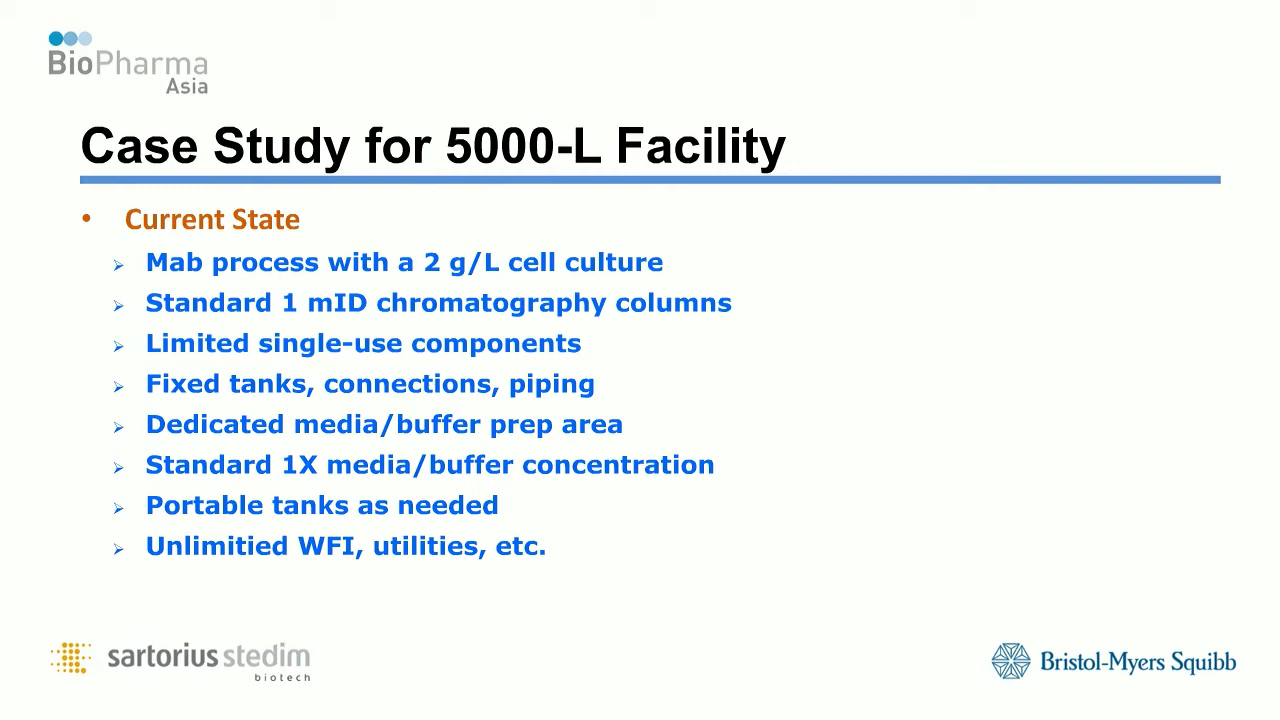 BioPharma
Asia
Case Study for 5000-L Facility
• Current State
Mab process with a 2 g/L cell culture
Standard 1 mID chromatography columns
Limited single-use components
Fixed tanks, connections, piping
Dedicated media/buffer prep area
Standard 1X media/buffer concentration
Portable tanks as needed
Unlimitied WFI, utilities, etc.
sartorius stedim
biotech
Bristol-Myers Squibb